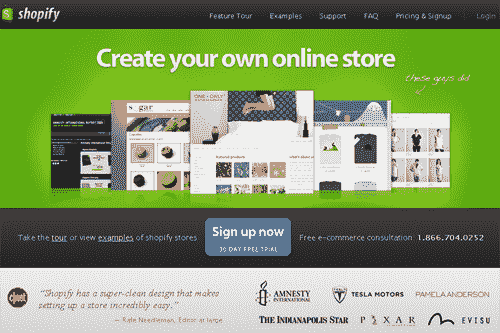 shopify
Feature Tour Examples Support FAQ Pricing & Signup Login
Create your own online store
these guys did
Take the tour or view examples of shopify stores
Sign up now
30 DAY FREE TRIAL
Free e-commerce consultation: 1.866.704.0252
"Shopify has a super-clean design that makes
setting up a store incredibly easy."
— Rafe Needleman, Editor at large
AMNESTY
INTERNATIONAL
TESLA MOTORS
PAMELA ANDERSON
THE INDIANAPOLIS STAR
PIXAR
EVISU